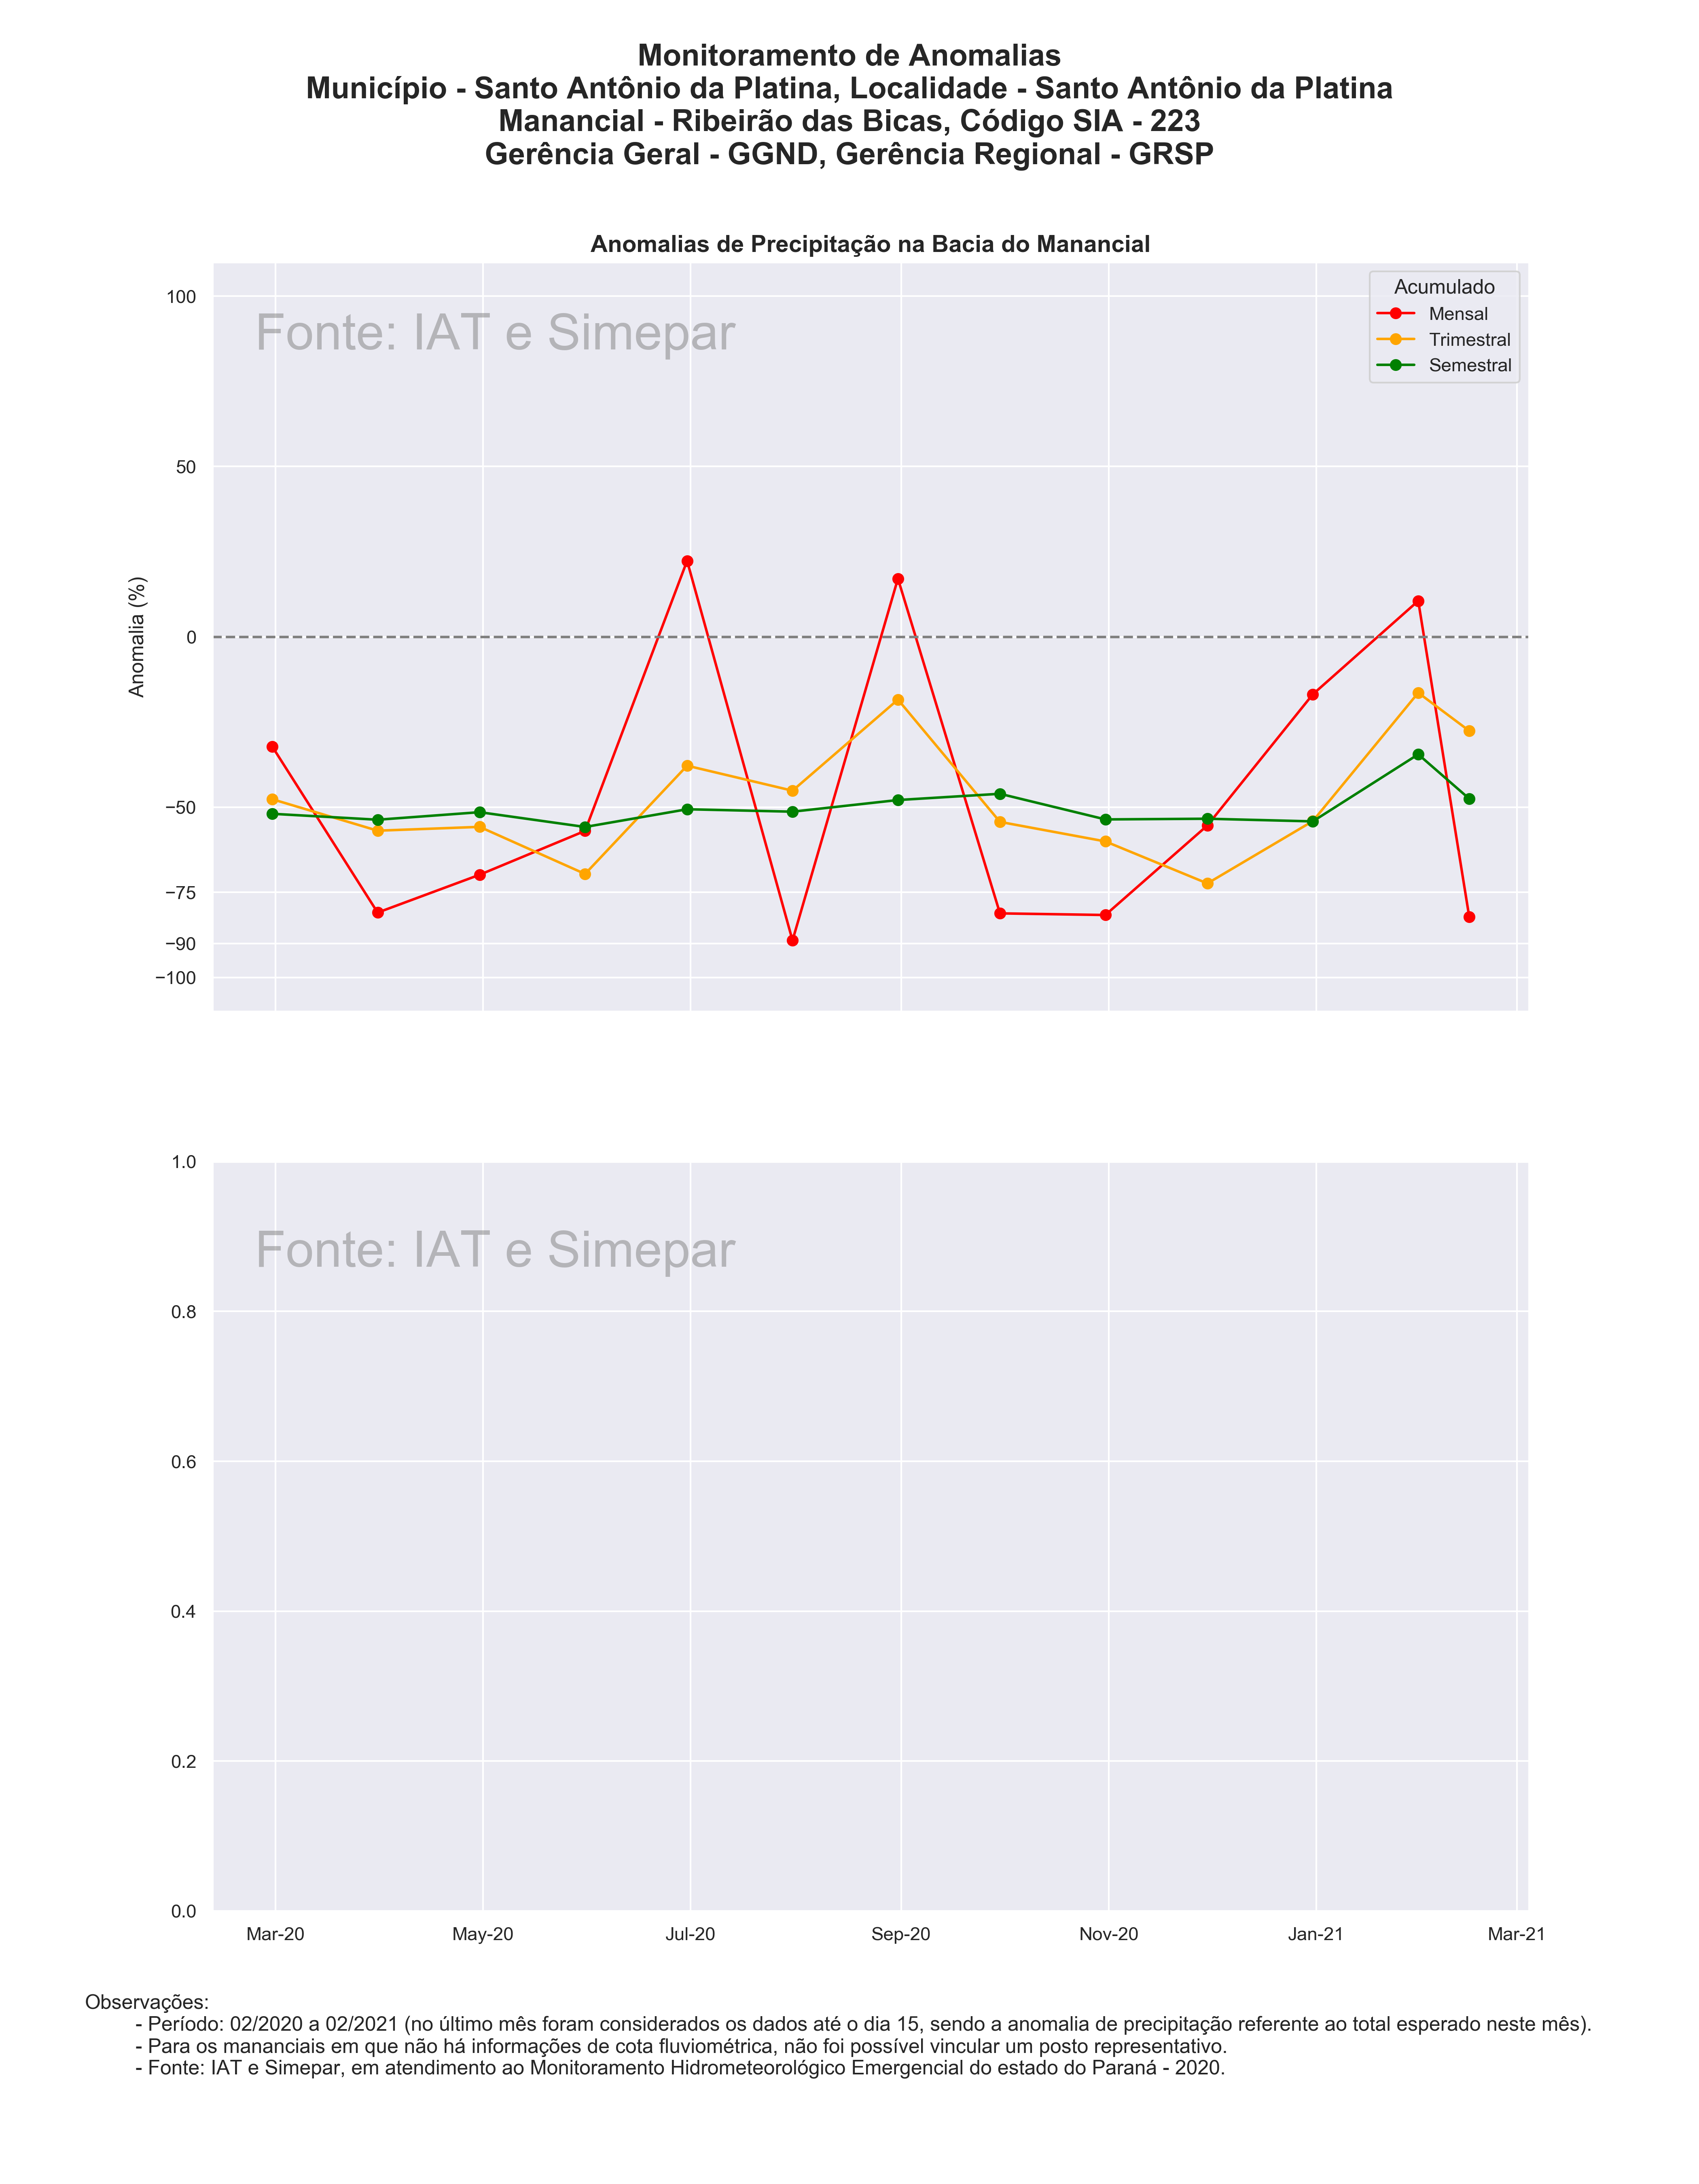 Monitoramento de Anomalias
Município - Santo Antônio da Platina, Localidade - Santo Antônio da Platina
Manancial - Ribeirão das Bicas, Código SIA - 223
Gerência Geral - GGND, Gerência Regional - GRSP
Anomalias de Precipitação na Bacia do Manancial
Fonte: IAT e Simepar
Acumulado
Mensal
Trimestral
Semestral
Anomalia (%)
100
50
0
−50
−75
−90
−100
Fonte: IAT e Simepar
1.0
0.8
0.6
0.4
0.2
0.0
Mar-20 May-20 Jul-20 Sep-20 Nov-20 Jan-21 Mar-21
Observações:
- Período: 02/2020 a 02/2021 (no último mês foram considerados os dados até o dia 15, sendo a anomalia de precipitação referente ao total esperado neste mês).
- Para os mananciais em que não há informações de cota fluviométrica, não foi possível vincular um posto representativo.
- Fonte: IAT e Simepar, em atendimento ao Monitoramento Hidrometeorológico Emergencial do estado do Paraná - 2020.